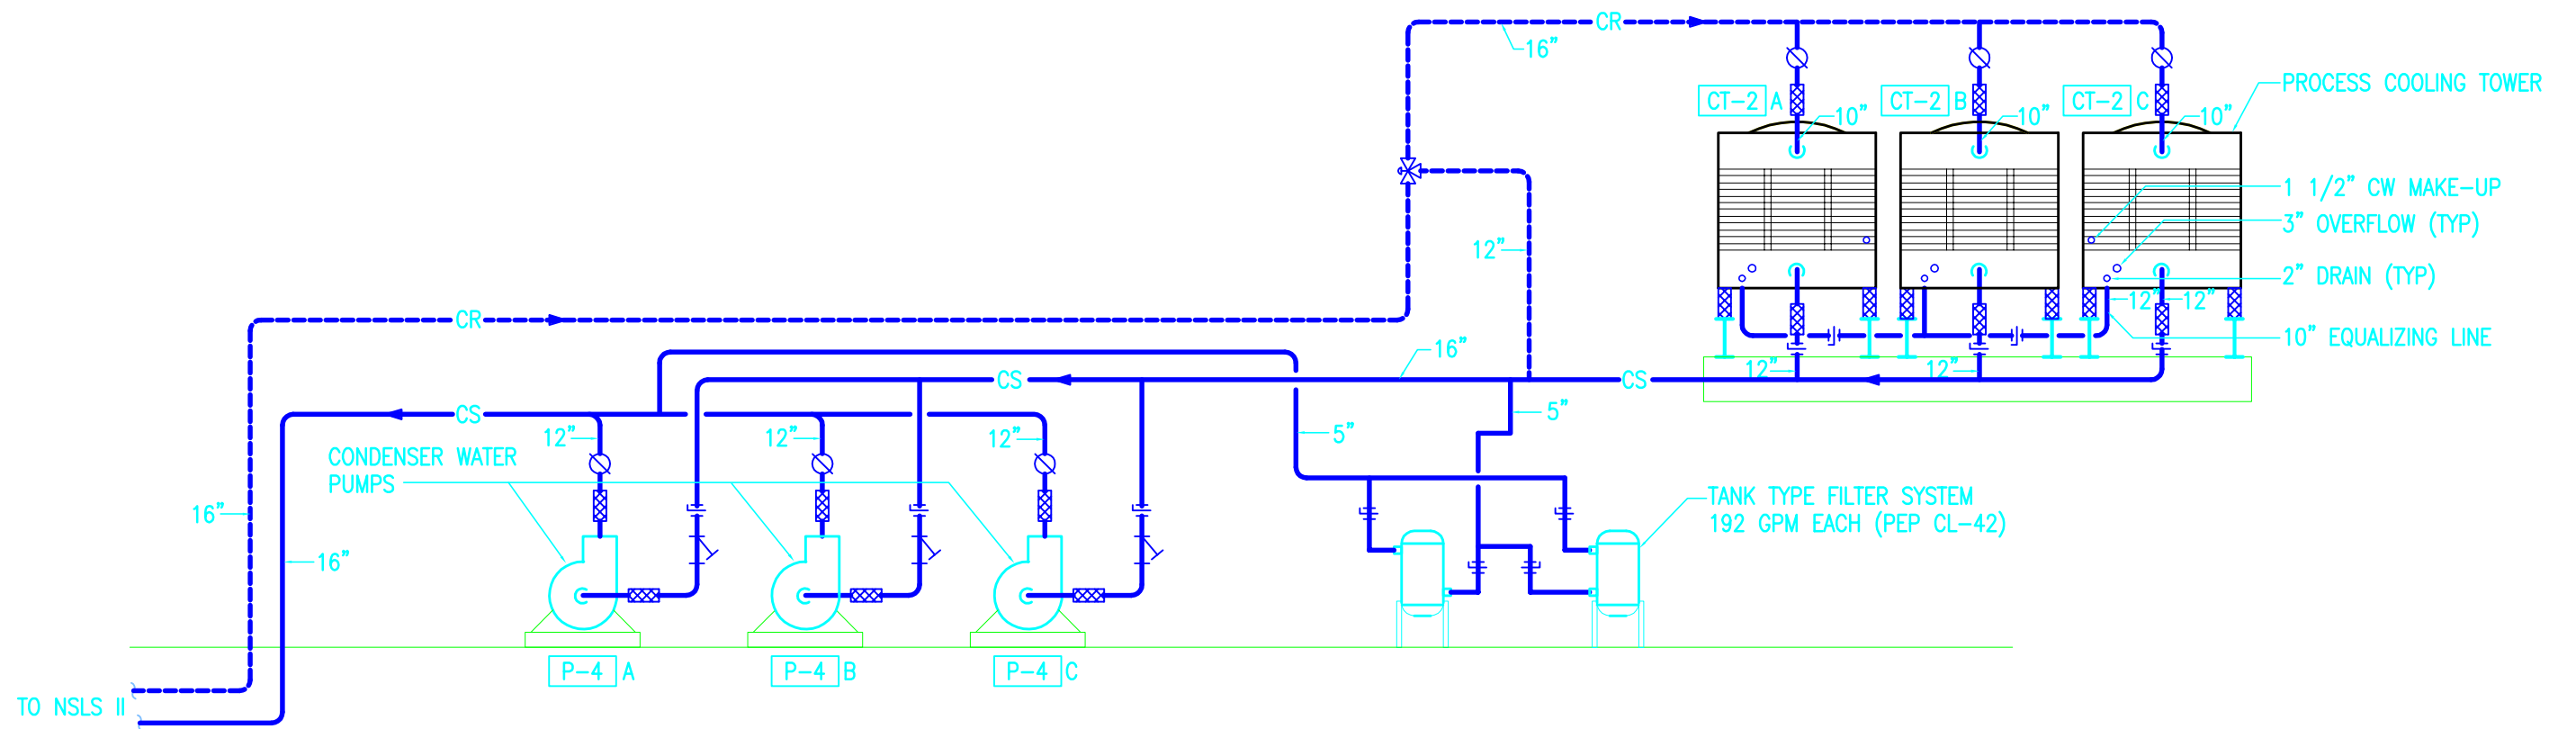 CR
16"
CT-2 A
CT-2 B
CT-2 C
PROCESS COOLING TOWER
10"
10"
10"
1 1/2" CW MAKE-UP
3" OVERFLOW (TYP)
12"
2" DRAIN (TYP)
12"
12"
CR
10" EQUALIZING LINE
16"
12"
12"
CS
CS
CS
5"
5"
12"
12"
12"
CONDENSER WATER
PUMPS
16"
TANK TYPE FILTER SYSTEM
192 GPM EACH (PEP CL-42)
16"
P-4 A
P-4 B
P-4 C
TO NSLS II